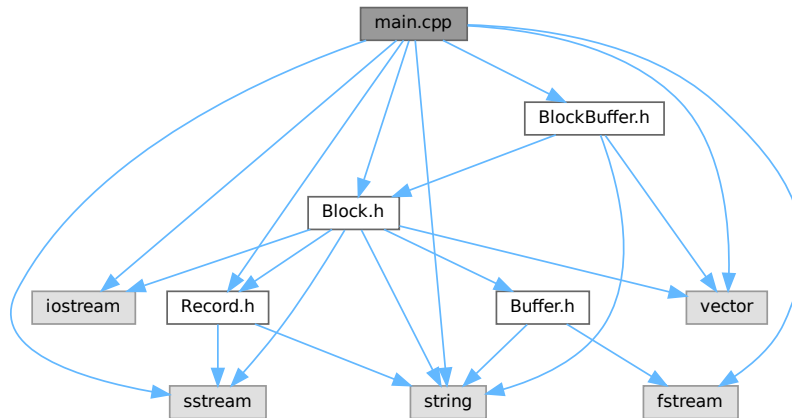 main.cpp
BlockBuffer.h
Block.h
iostream
Record.h
Buffer.h
vector
sstream
string
fstream